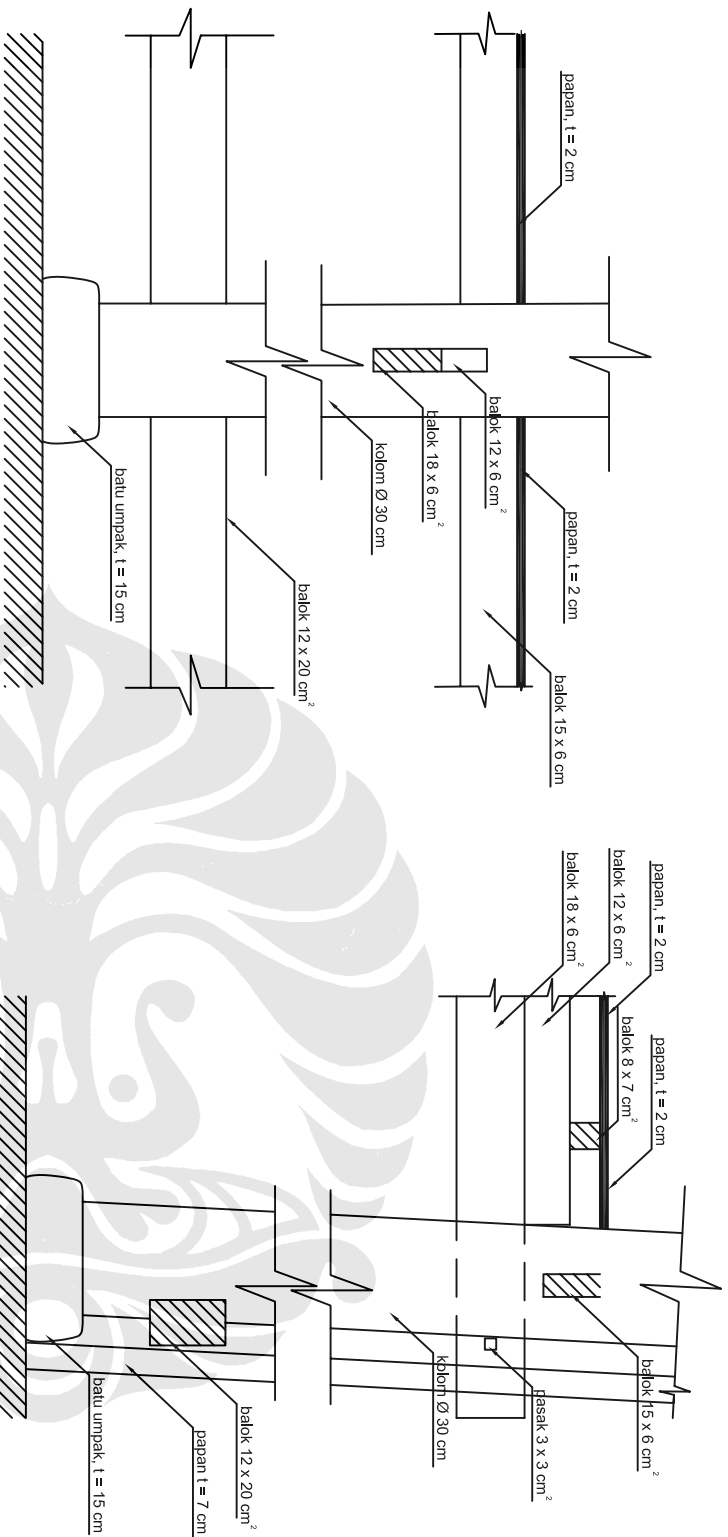 papan, t = 2 cm
balok 12 x 6 cm²
balok 18 x 6 cm²
kolom Ø 30 cm
papan, t = 2 cm
balok 15 x 6 cm
balok 12 x 20 cm²
batu umpak, t = 15 cm
papan, t = 2 cm
balok 12 x 6 cm²
balok 18 x 6 cm²
balok 8 x 7 cm²
papan, t = 2 cm
balok 15 x 6 cm²
pasak 3 x 3 cm²
kolom Ø 30 cm
balok 12 x 20 cm²
papan t = 7 cm
batu umpak, t = 15 cm